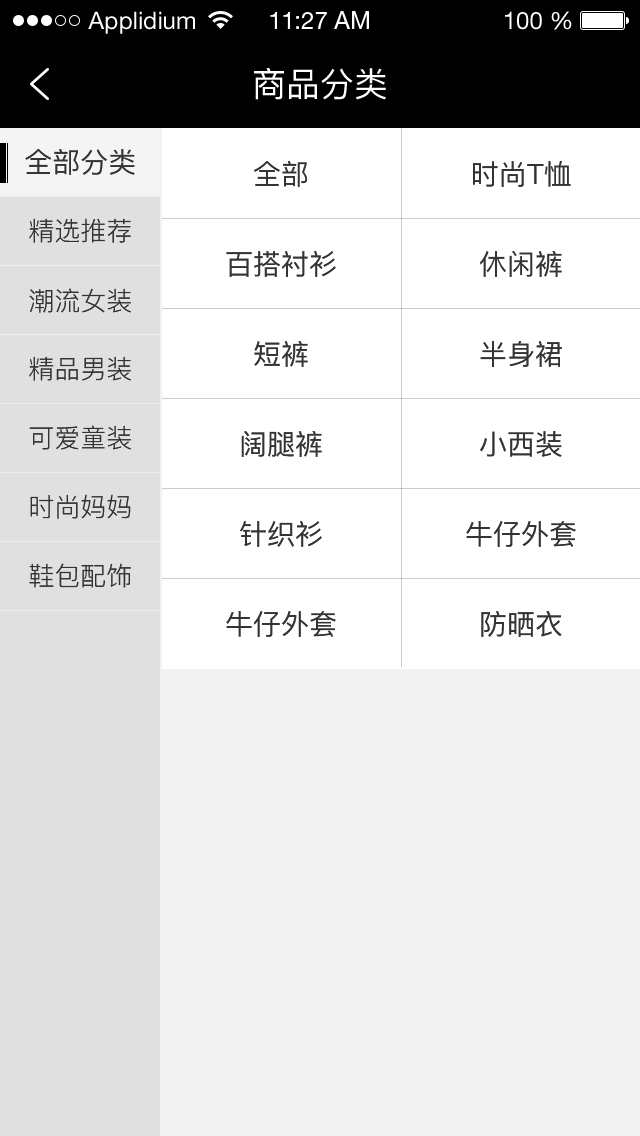 Applidium 11:27 AM 100 %
商品分类
全部分类
精选推荐
潮流女装
精品男装
可爱童装
时尚妈妈
鞋包配饰
全部 时尚T恤
百搭衬衫 休闲裤
短裤 半身裙
阔腿裤 小西装
针织衫 牛仔外套
牛仔外套 防晒衣